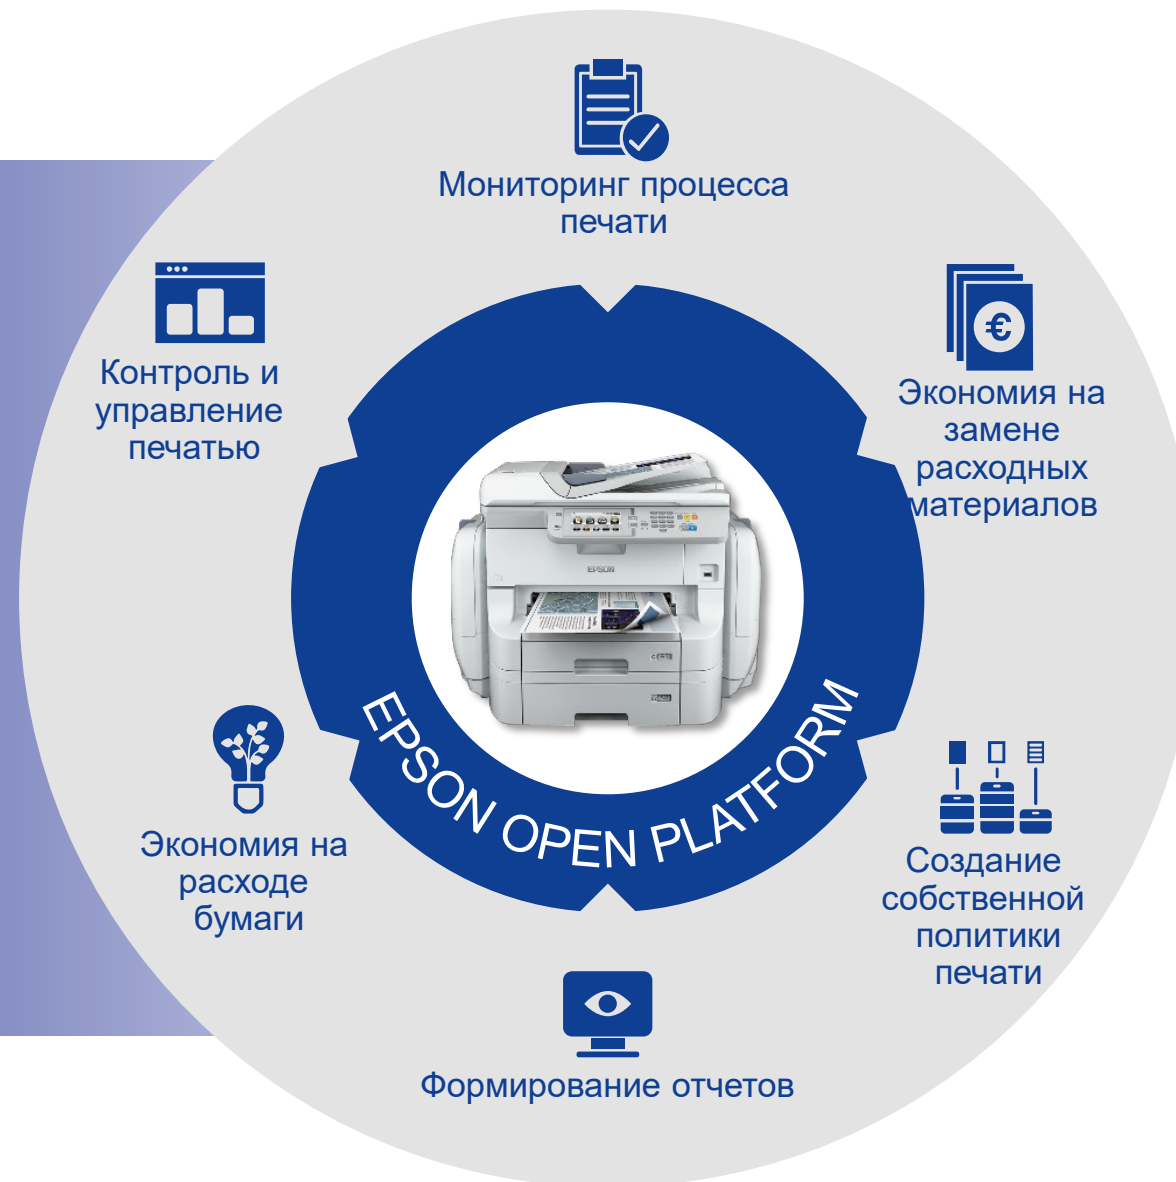 Мониторинг процесса
печати
Контроль и
управление
печатью
€
Экономия на
замене
расходных
материалов
EPSON
EPSON OPEN PLATFORM
Экономия на
расходе
бумаги
Создание
собственной
политики
печати
Формирование отчетов